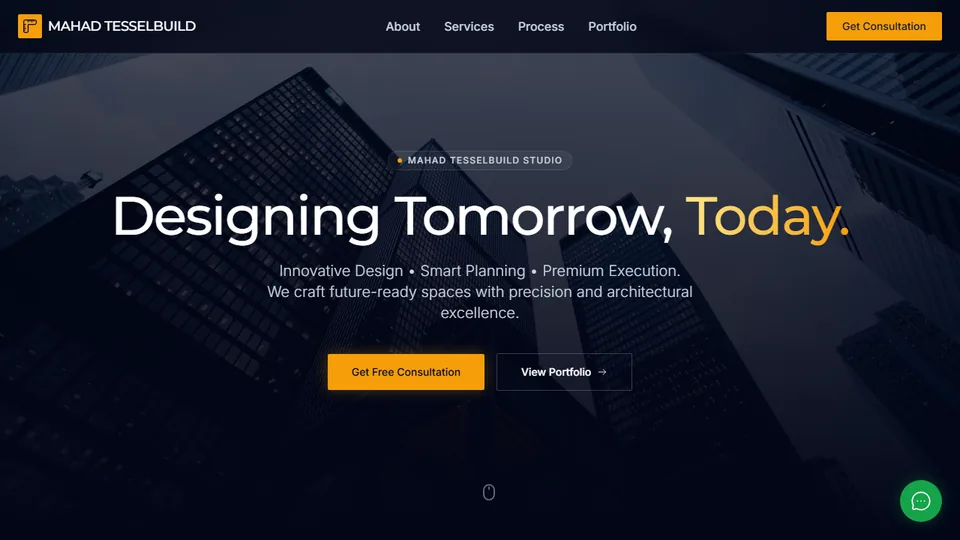 MAHAD TESSELBUILD
About
Services
Process
Portfolio
Get Consultation
MAHAD TESSELBUILD STUDIO
Designing Tomorrow, Today.
Innovative Design • Smart Planning • Premium Execution.
We craft future-ready spaces with precision and architectural
excellence.
Get Free Consultation
View Portfolio →